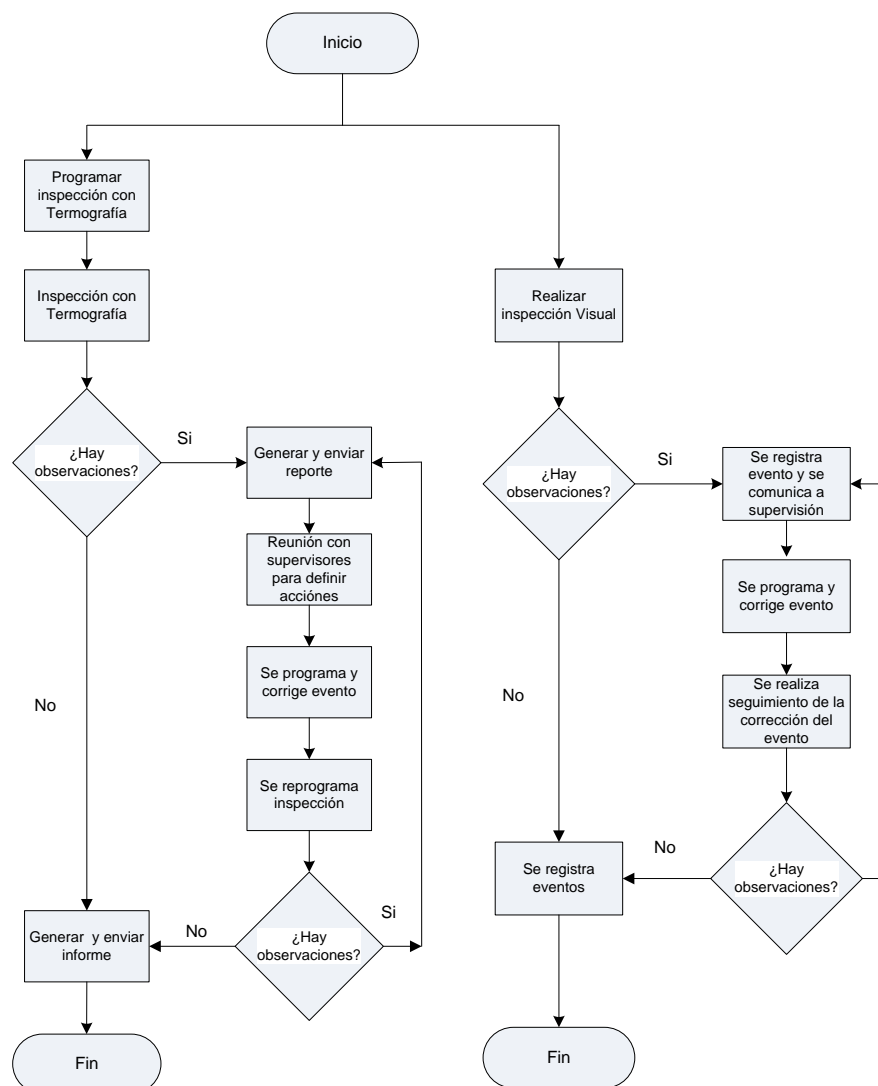 Inicio
Programar
inspección con
Termografía
Inspección con
Termografía
¿Hay
observaciones?
Si
Generar y enviar
reporte
Reunión con
supervisores
para definir
acciónes
Se programa y
corrige evento
Se reprograma
inspección
¿Hay
observaciones?
Si
No
No
Generar y enviar
informe
Fin
Realizar
inspección Visual
¿Hay
observaciones?
Si
Se registra
evento y se
comunica a
supervisión
Se programa y
corrige evento
Se realiza
seguimiento de la
corrección del
evento
¿Hay
observaciones?
No
No
Se registra
eventos
Fin